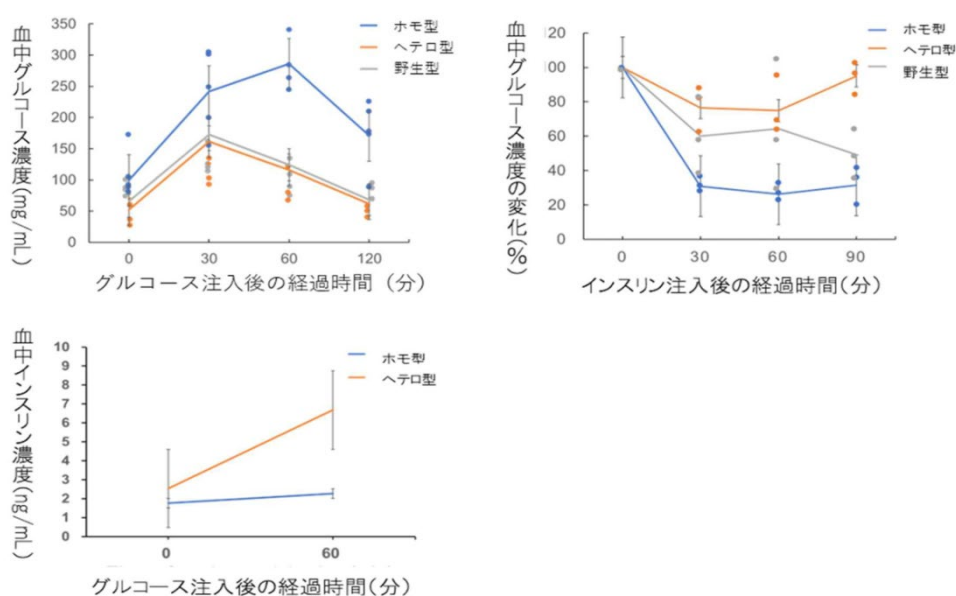 血中グルコース濃度(mg/mL)
350
300
250
200
150
100
50
0
0 30 60 120
グルコース注入後の経過時間 (分)
ホモ型
ヘテロ型
野生型
血中グルコース濃度の変化(%)
20
00
80
60
40
20
0
0 30 60 90
インスリン注入後の経過時間(分)
ホモ型
ヘテロ型
野生型
血中インスリン濃度(ng/mL)
10
9
8
7
6
5
4
3
2
1
0
0 60
グルコース注入後の経過時間(分)
ホモ型
ヘテロ型